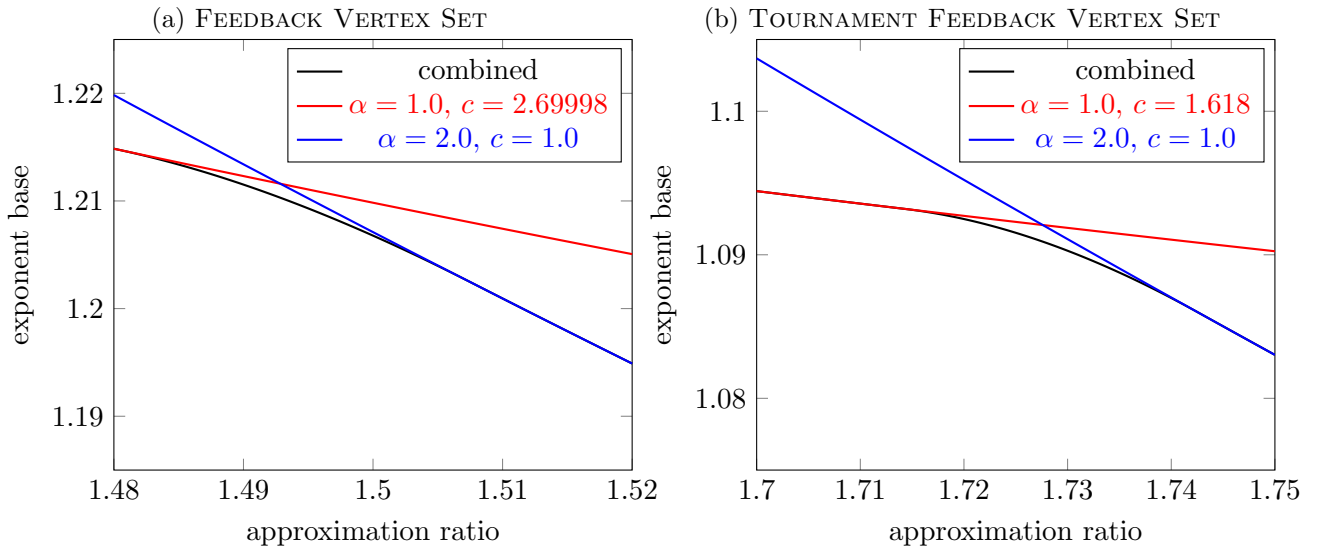 (a) FEEDBACK VERTEX SET
combined
α = 1.0, c = 2.69998
α = 2.0, c = 1.0
1.22
1.21
1.2
1.19
exponent base
1.48 1.49 1.5 1.51 1.52
approximation ratio
(b) TOURNAMENT FEEDBACK VERTEX SET
combined
α = 1.0, c = 1.618
α = 2.0, c = 1.0
1.1
1.09
1.08
exponent base
1.7 1.71 1.72 1.73 1.74 1.75
approximation ratio